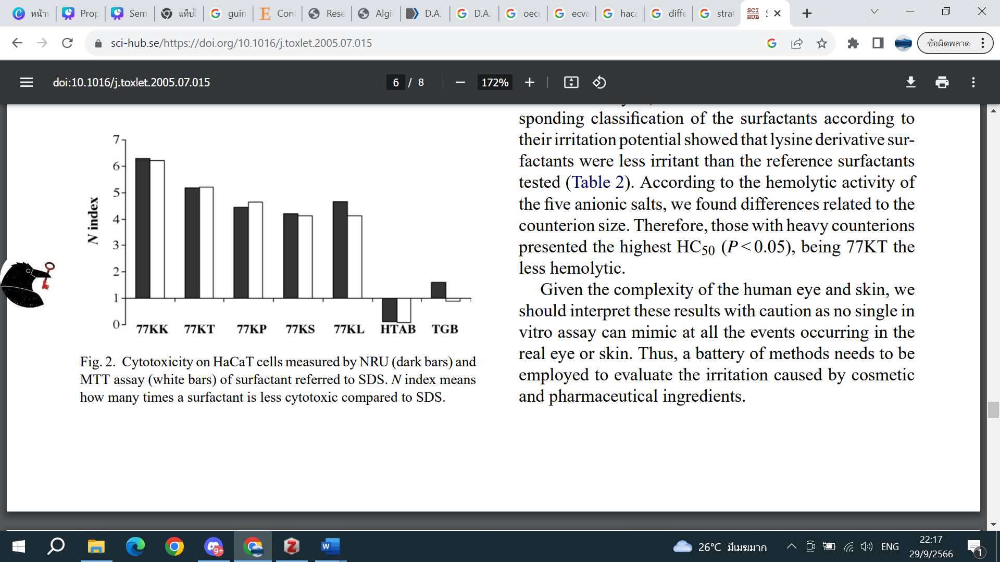 หน้า
Prop
Sem
แท็บใ
guin
Con
Rese
Algi
D.A.
D.A.
oec
ecva
haca
diffe
strat
SCI
HUB
sci-hub.se/https://doi.org/10.1016/j.toxlet.2005.07.015
ข้อผิดพลาด
doi:10.1016/j.toxlet.2005.07.015
6 / 8
172%
7
6
5
4
3
2
1
0
N index
77KK 77KT 77KP 77KS 77KL HTAB TGB
Fig. 2. Cytotoxicity on HaCaT cells measured by NRU (dark bars) and
MTT assay (white bars) of surfactant referred to SDS. N index means
how many times a surfactant is less cytotoxic compared to SDS.
sponding classification of the surfactants according to
their irritation potential showed that lysine derivative sur-
factants were less irritant than the reference surfactants
tested (Table 2). According to the hemolytic activity of
the five anionic salts, we found differences related to the
counterion size. Therefore, those with heavy counterions
presented the highest HC50 (P < 0.05), being 77KT the
less hemolytic.
Given the complexity of the human eye and skin, we
should interpret these results with caution as no single in
vitro assay can mimic at all the events occurring in the
real eye or skin. Thus, a battery of methods needs to be
employed to evaluate the irritation caused by cosmetic
and pharmaceutical ingredients.
9+
W
26°C มีเมฆมาก
ENG
22:17
29/9/2566
1